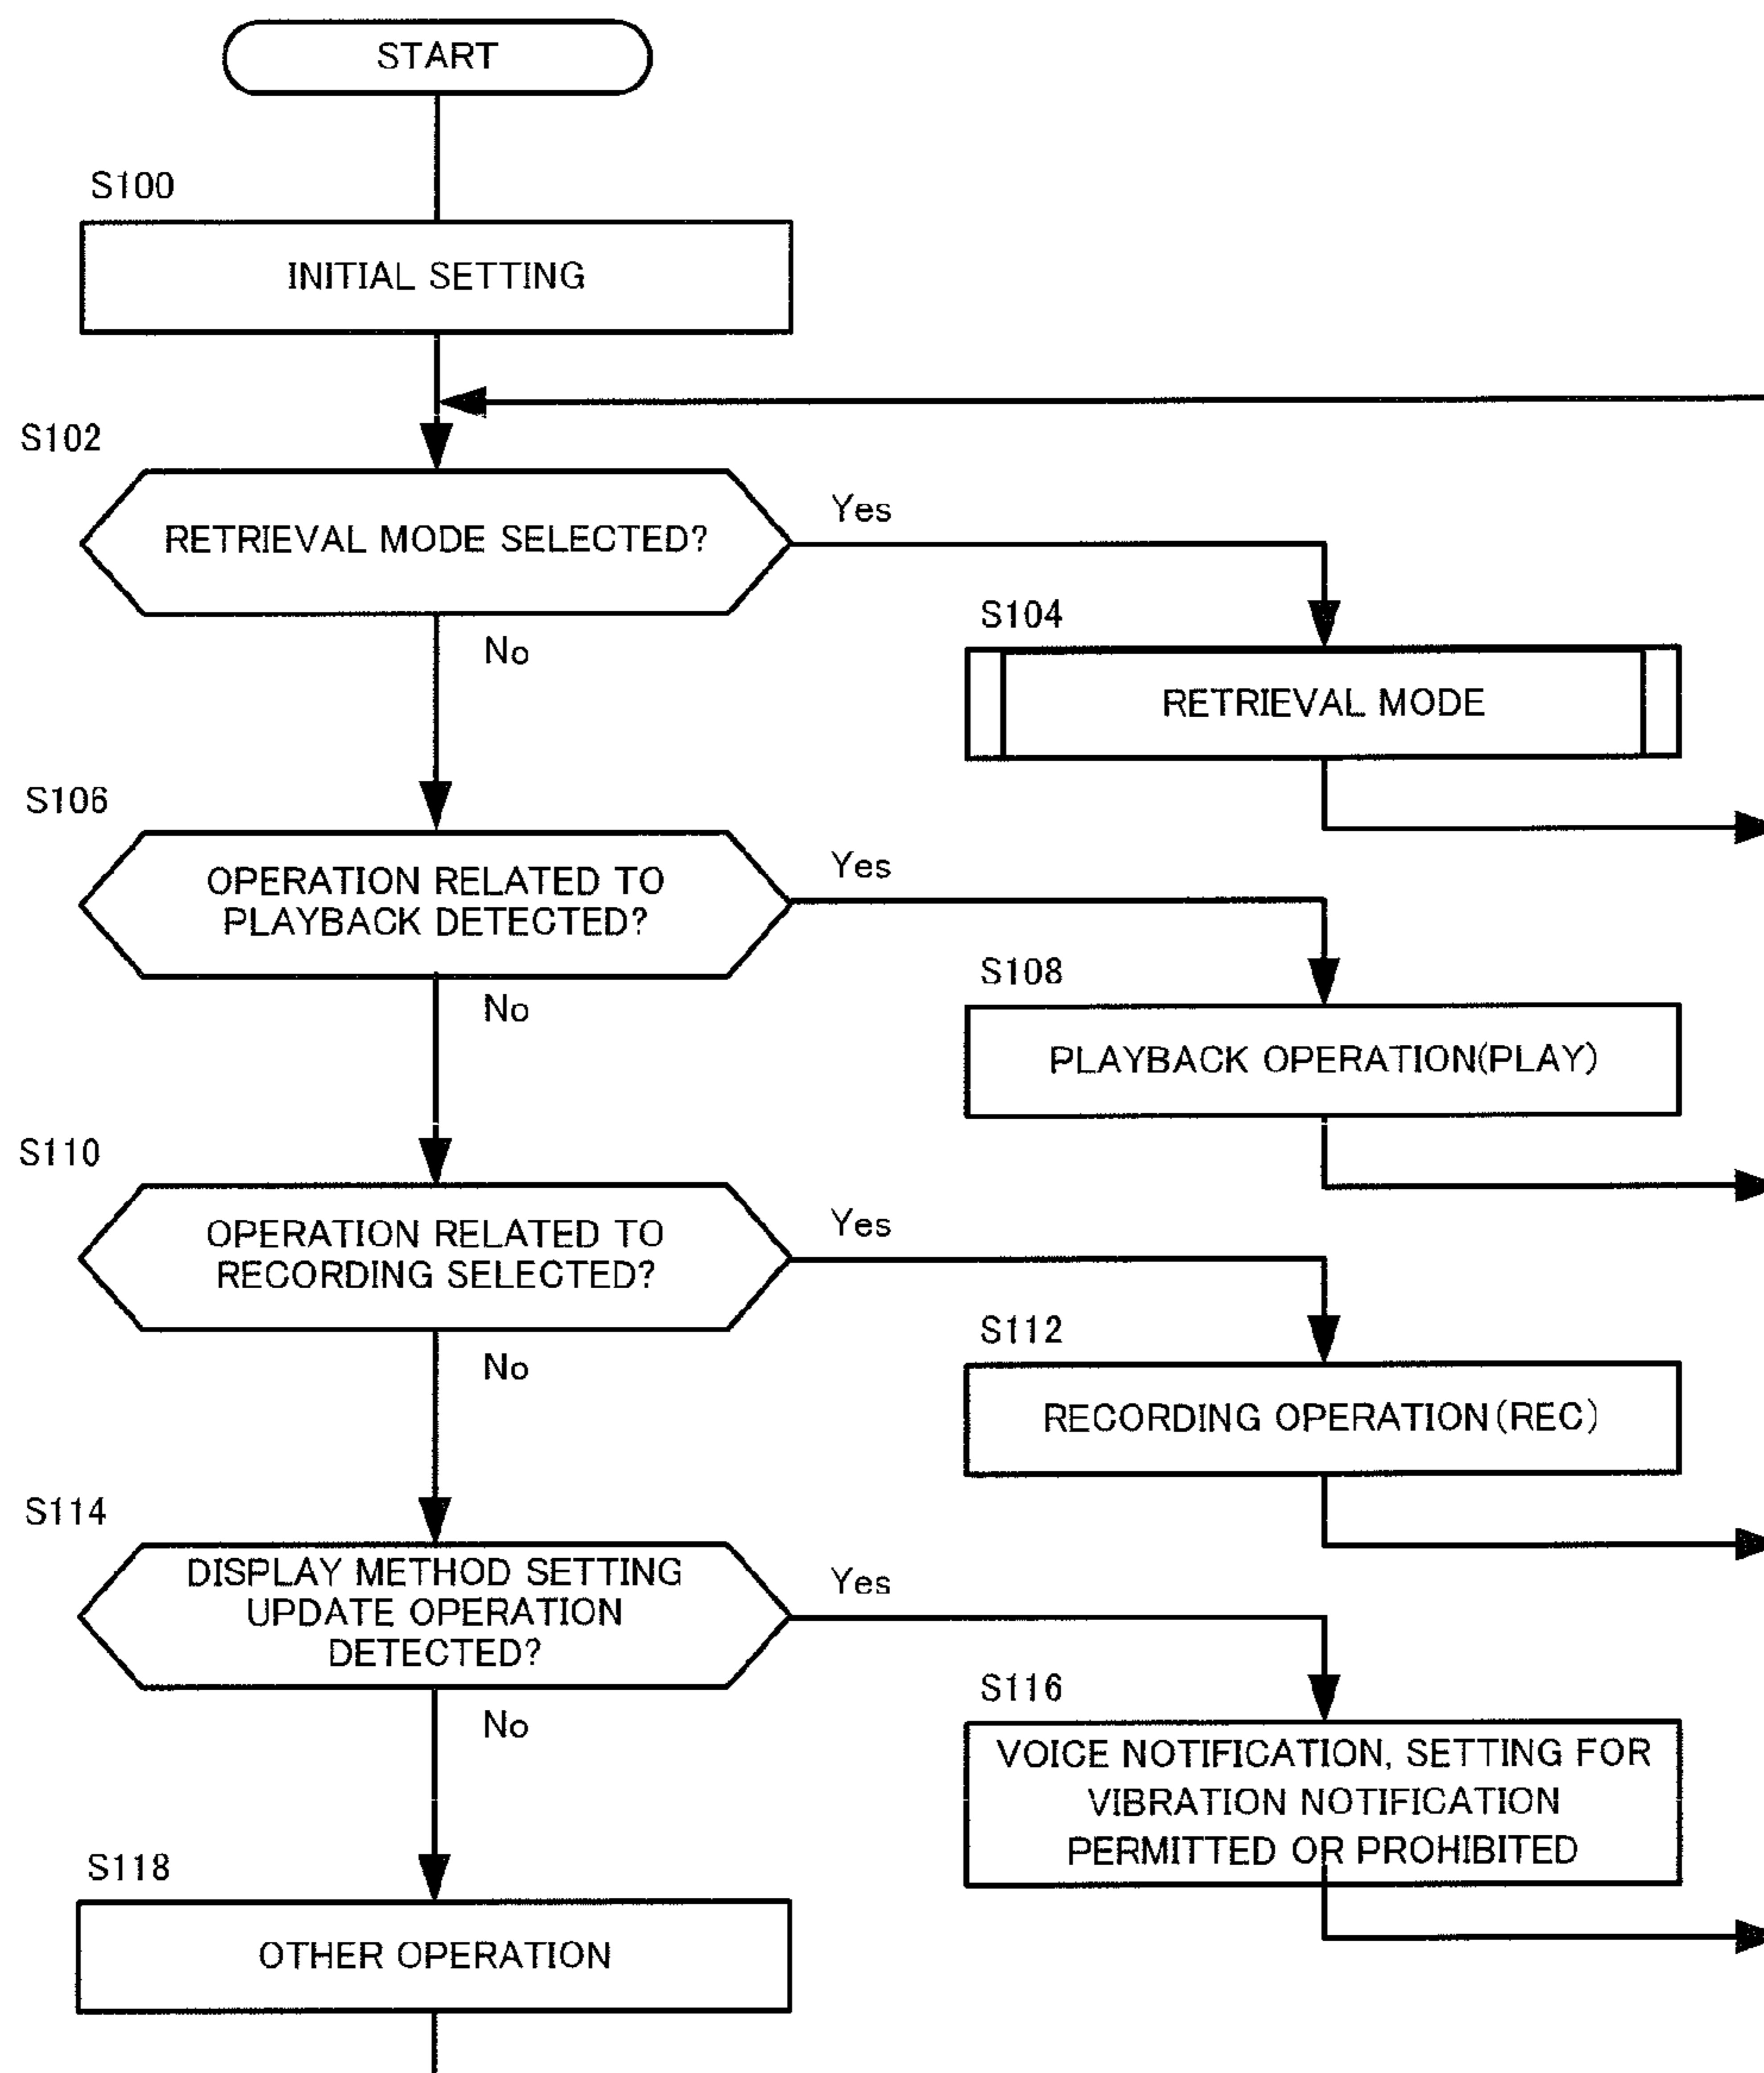 START
S100
INITIAL SETTING
S102
RETRIEVAL MODE SELECTED?
Yes
No
S104
RETRIEVAL MODE
S106
OPERATION RELATED TO
PLAYBACK DETECTED?
Yes
No
S108
PLAYBACK OPERATION(PLAY)
S110
OPERATION RELATED TO
RECORDING SELECTED?
Yes
No
S112
RECORDING OPERATION(REC)
S114
DISPLAY METHOD SETTING
UPDATE OPERATION
DETECTED?
Yes
No
S116
VOICE NOTIFICATION, SETTING FOR
VIBRATION NOTIFICATION
PERMITTED OR PROHIBITED
S118
OTHER OPERATION